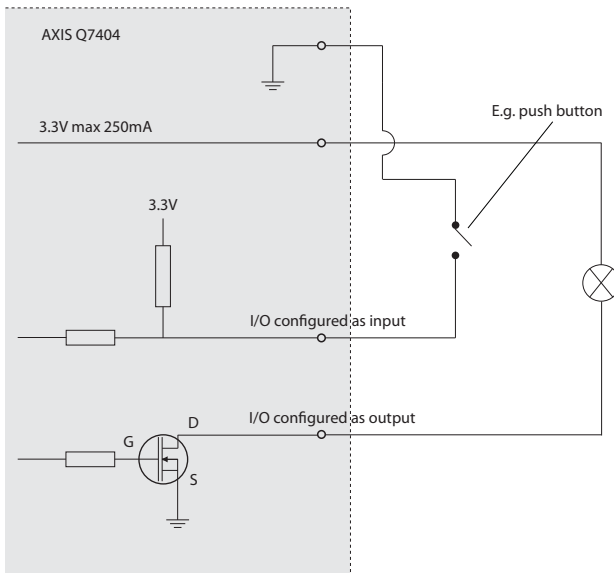 AXIS Q7404
E.g. push button
3.3V max 250mA
3.3V
I/O configured as input
I/O configured as output
D
G
S